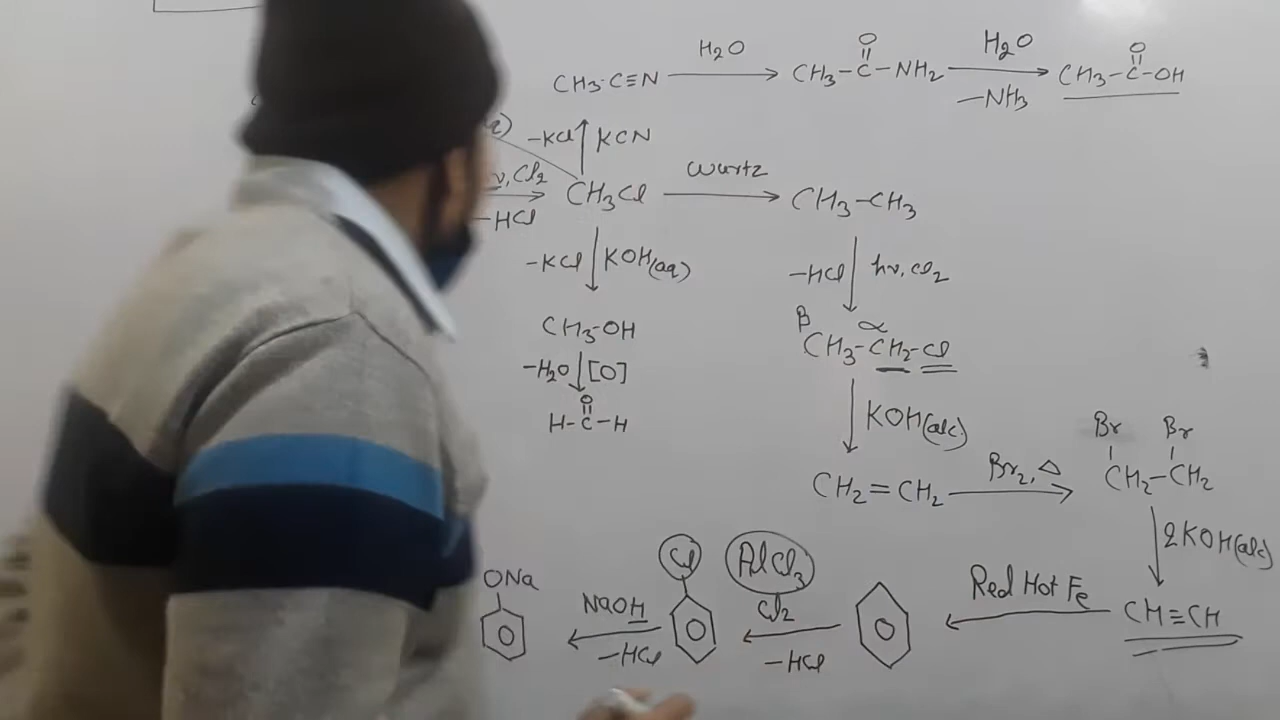 CH3-C≡N H2O CH3-C-NH2 H2O CH3-C-OH
O O
-NH3
-KCl KCN
ν, Cl2 CH3Cl Wurtz CH3-CH3
-HCl
-KCl KOH(aq) -HCl hν, Cl2
CH3-OH β α
CH3-CH2-Cl
-H2O [O]
O
H-C-H KOH(alc)
Br Br
CH2=CH2 Br2, Δ CH2-CH2
2KOH(alc)
ONa Cl AlCl3
NaOH Cl2 Red Hot Fe CH≡CH
-HCl -HCl